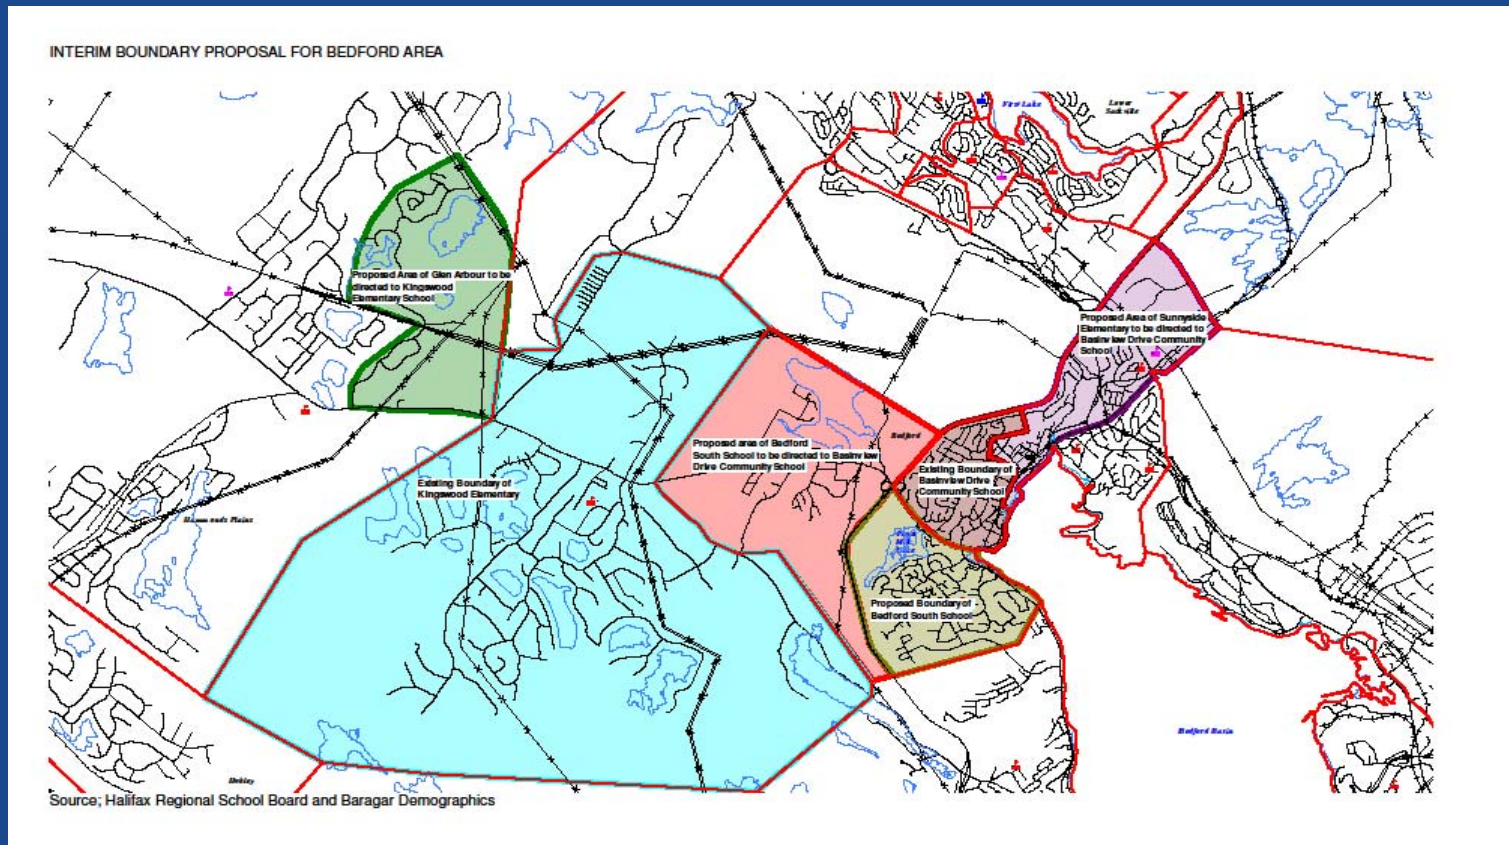 INTERIM BOUNDARY PROPOSAL FOR BEDFORD AREA
First Lake
Lower
Sackville
Proposed Area of Glen Arbour to be
directed to Kingswood
Elementary School
Proposed Area of Sunnyside
Elementary to be directed to
Basinview Drive Community
School
Bedford
Proposed area of Bedford
South School to be directed to Basinview
Drive Community School
Existing Boundary of
Basinview Drive
Community School
Existing Boundary of
Kingswood Elementary
Hammonds Plains
Proposed Boundary of
Bedford South School
Bedford Basin
Source; Halifax Regional School Board and Baragar Demographics